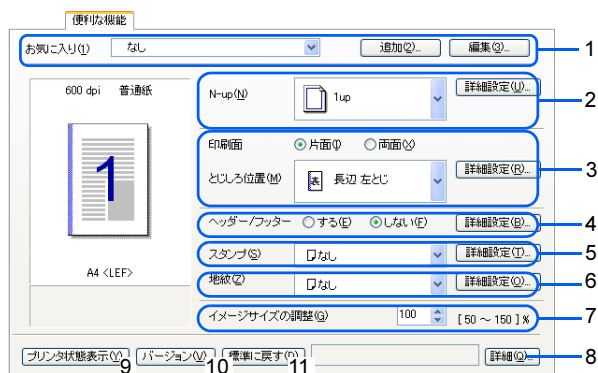 便利な機能
お気に入り(1) なし 追加(2)... 編集(3)... 1
600 dpi 普通紙
N-up(N) 1up 詳細設定(U)... 2
印刷面 片面(I) 両面(X)
とじしろ位置(M) 表 長辺 左とじ 詳細設定(R)... 3
1
ヘッダー/フッター する(E) しない(F) 詳細設定(B)... 4
スタンプ(S) なし 詳細設定(T)... 5
A4 <LEF>
地紋(Z) なし 詳細設定(O)... 6
イメージサイズの調整(G) 100 [50～150]% 7
プリンタ状態表示(Y) バージョン(V) 標準に戻す(D) 詳細(Q)... 8
9 10 11